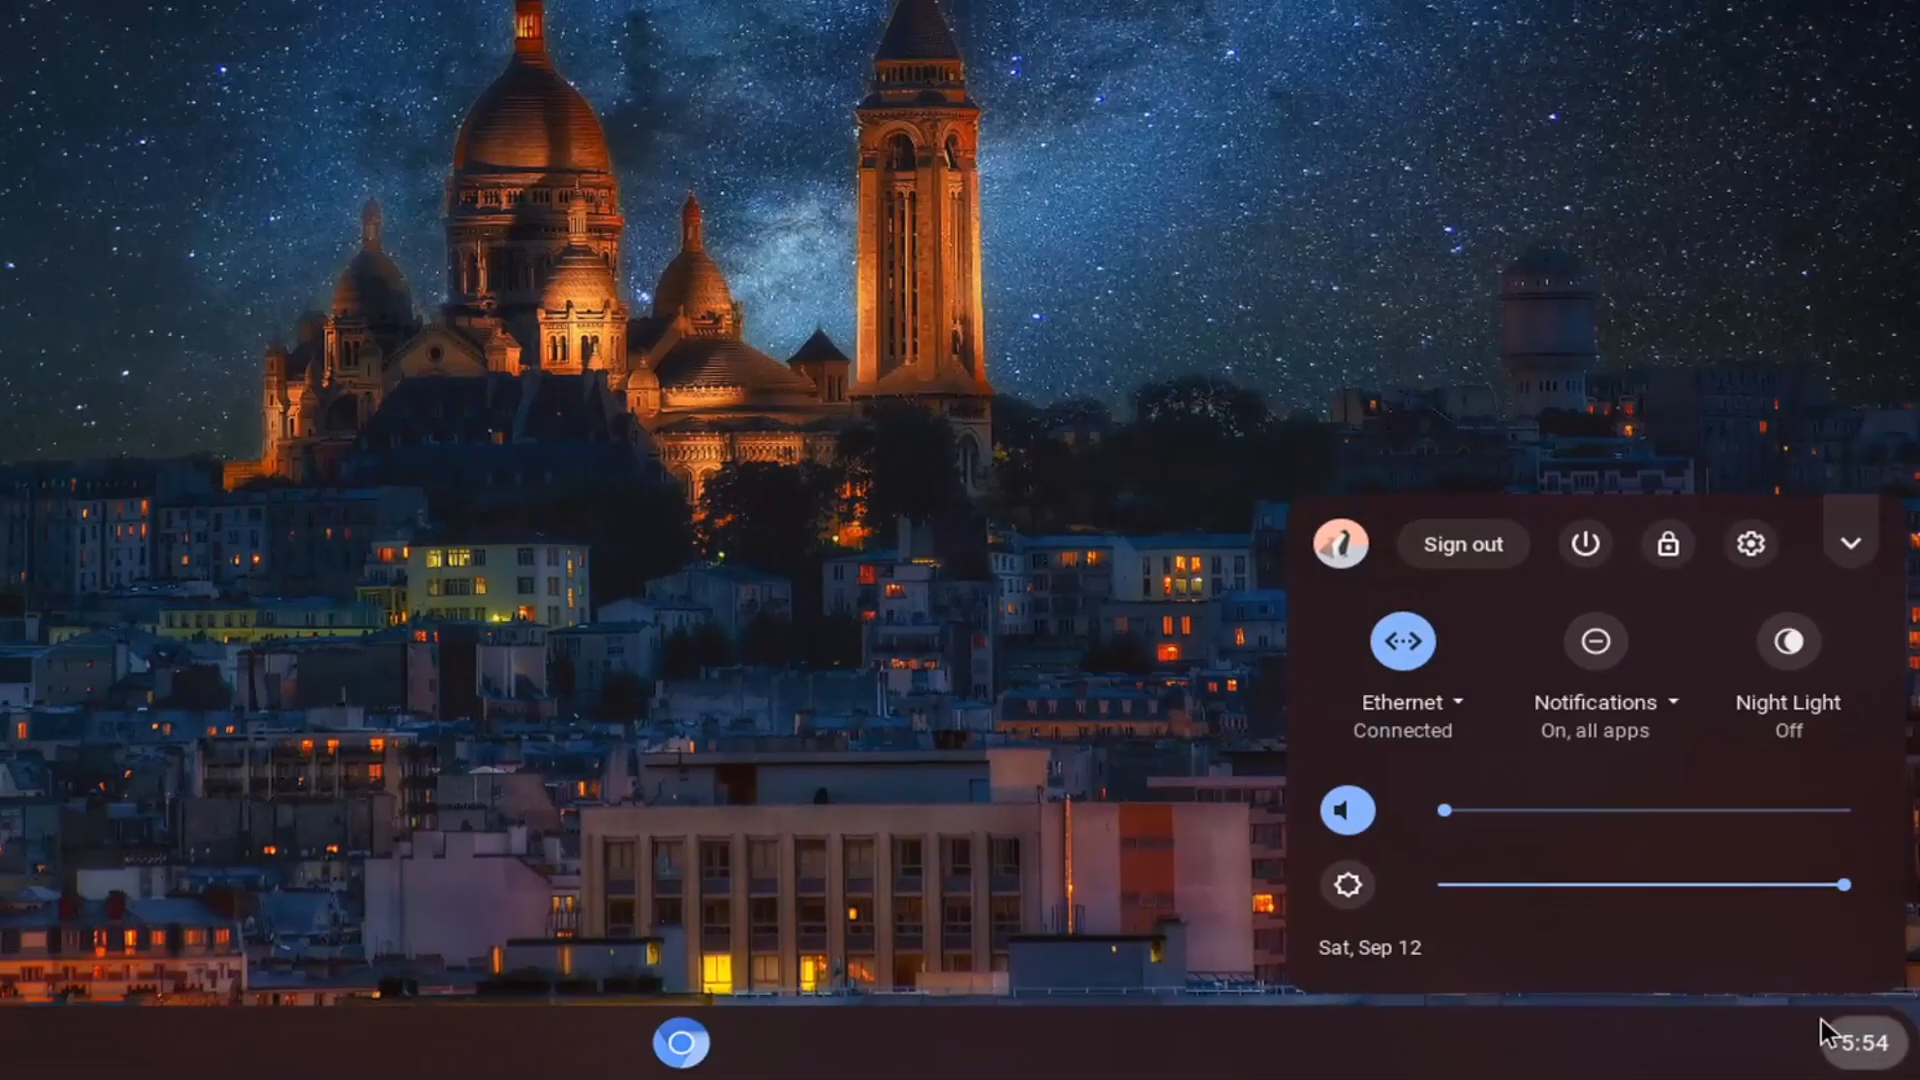 Sign out
Ethernet
Connected
Notifications
On, all apps
Night Light
Off
Sat, Sep 12
5:54